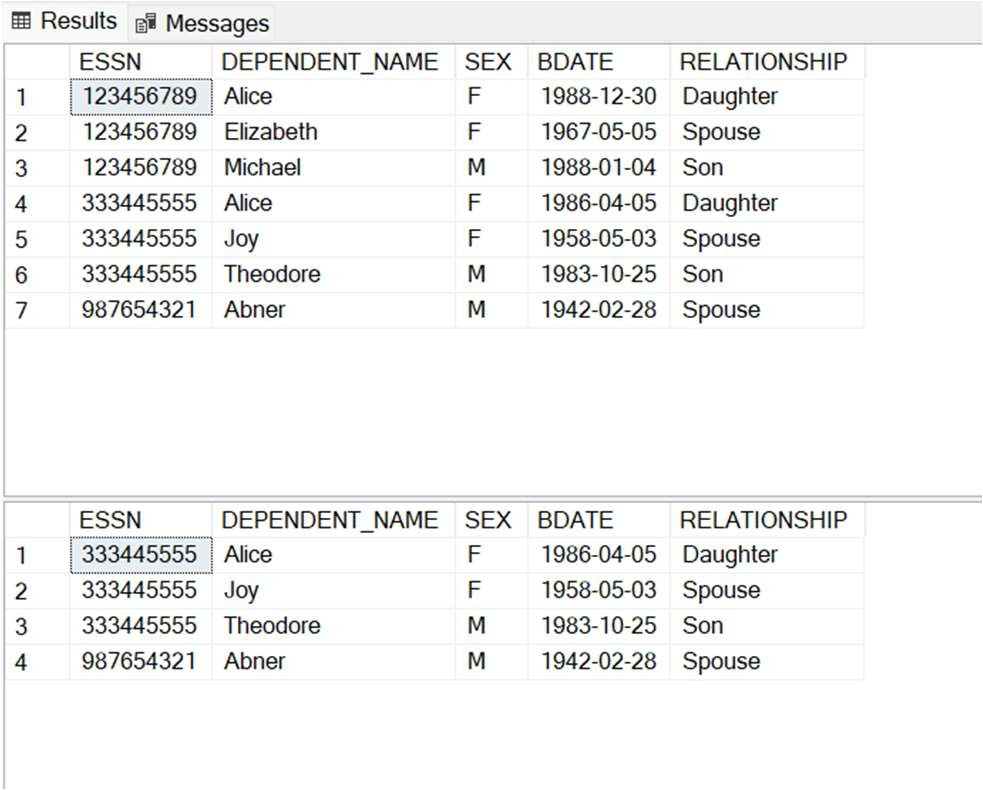 Results Messages
ESSN DEPENDENT_NAME SEX BDATE RELATIONSHIP
1 123456789 Alice F 1988-12-30 Daughter
2 123456789 Elizabeth F 1967-05-05 Spouse
3 123456789 Michael M 1988-01-04 Son
4 333445555 Alice F 1986-04-05 Daughter
5 333445555 Joy F 1958-05-03 Spouse
6 333445555 Theodore M 1983-10-25 Son
7 987654321 Abner M 1942-02-28 Spouse
ESSN DEPENDENT_NAME SEX BDATE RELATIONSHIP
1 333445555 Alice F 1986-04-05 Daughter
2 333445555 Joy F 1958-05-03 Spouse
3 333445555 Theodore M 1983-10-25 Son
4 987654321 Abner M 1942-02-28 Spouse